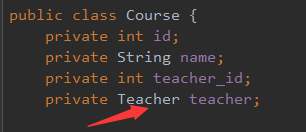 public class Course {
private int id;
private String name;
private int teacher_id;
private Teacher teacher;